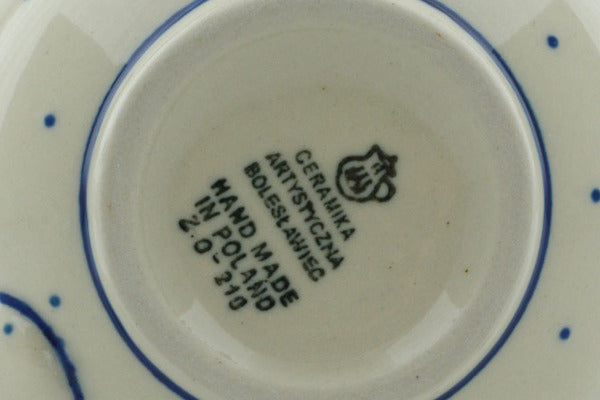 CERAMIKA
ARTYSTYCZNA
BOLESŁAWIEC
HAND MADE
IN POLAND
2.0-210